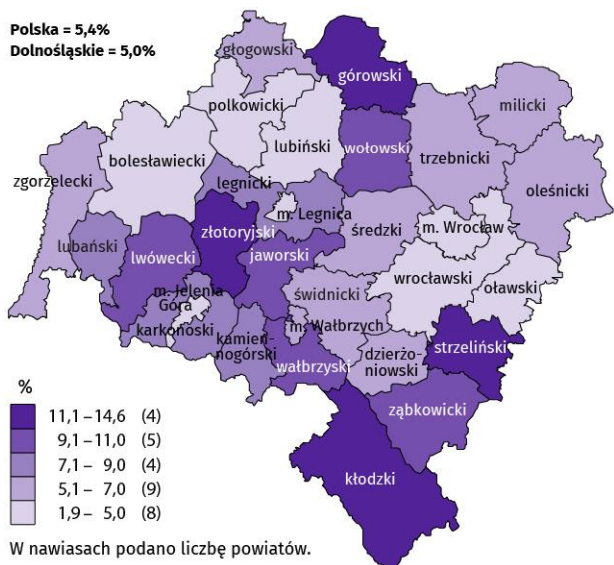 Polska = 5,4%
Dolnośląskie = 5,0%
głogowski
górowski
milicki
polkowicki
lubiński
wołowski
trzebnicki
bolesławiecki
zgorzelecki
legnicki
oleśnicki
m. Legnica
złotoryjski
średzki
m. Wrocław
lubański
lwówecki
jaworski
wrocławski
oławski
m. Jelenia
Góra
świdnicki
karkonoski
kamien-
nogórski
m. Wałbrzych
dzierżo-
niowski
strzeliński
wałbrzyski
ząbkowicki
kłodzki
%
11,1 – 14,6 (4)
9,1 – 11,0 (5)
7,1 – 9,0 (4)
5,1 – 7,0 (9)
1,9 – 5,0 (8)
W nawiasach podano liczbę powiatów.